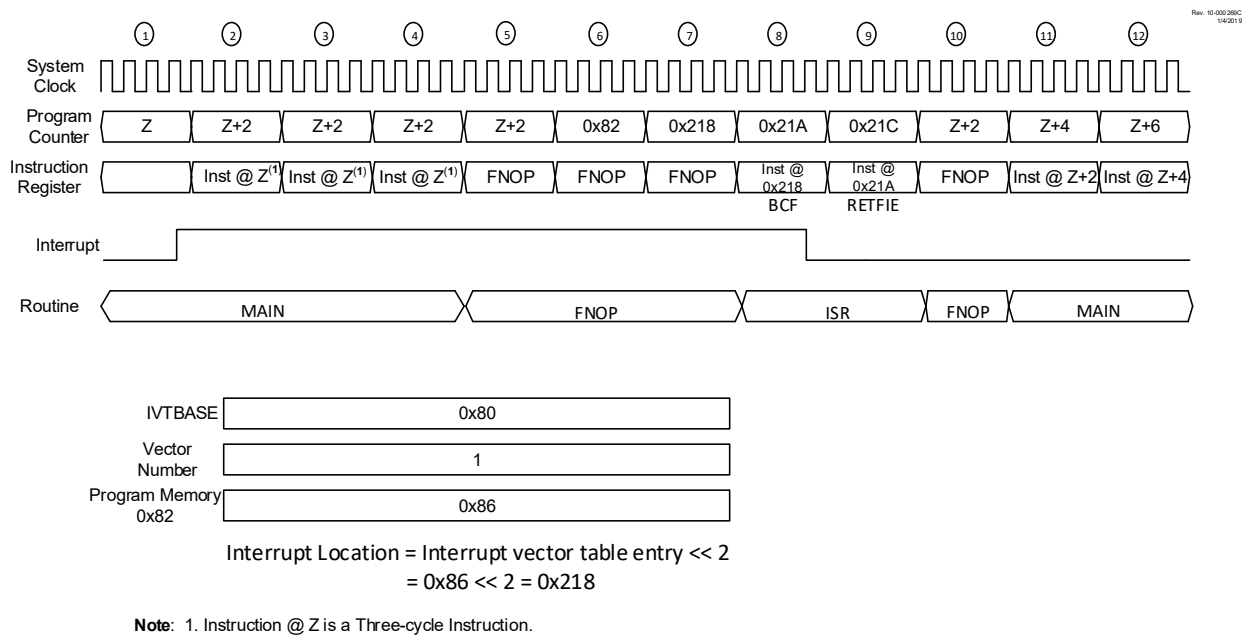 Rev. 10-000 269C
1/4/2019
1 2 3 4 5 6 7 8 9 10 11 12
System
Clock
Program
Counter
Z Z+2 Z+2 Z+2 Z+2 0x82 0x218 0x21A 0x21C Z+2 Z+4 Z+6
Instruction
Register
Inst @ Z(1) Inst @ Z(1) Inst @ Z(1) FNOP FNOP FNOP Inst @ 0x218 Inst @ 0x21A FNOP Inst @ Z+2 Inst @ Z+4
BCF RETFIE
Interrupt
Routine MAIN FNOP ISR FNOP MAIN
IVTBASE 0x80
Vector
Number
1
Program Memory
0x82
0x86
Interrupt Location = Interrupt vector table entry << 2
= 0x86 << 2 = 0x218
Note: 1. Instruction @ Z is a Three-cycle Instruction.